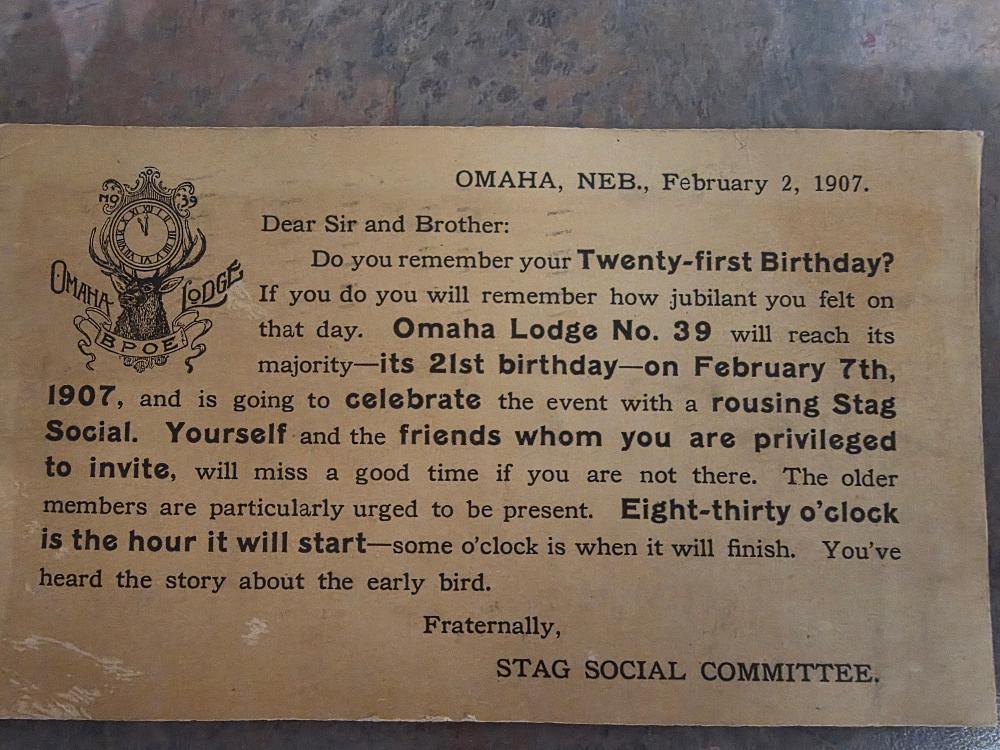 NO 39
OMAHA LODGE
BPOE
OMAHA, NEB., February 2, 1907.
Dear Sir and Brother:
Do you remember your Twenty-first Birthday?
If you do you will remember how jubilant you felt on
that day. Omaha Lodge No. 39 will reach its
majority—its 21st birthday—on February 7th,
1907, and is going to celebrate the event with a rousing Stag
Social. Yourself and the friends whom you are privileged
to invite, will miss a good time if you are not there. The older
members are particularly urged to be present. Eight-thirty o'clock
is the hour it will start—some o'clock is when it will finish. You've
heard the story about the early bird.
Fraternally,
STAG SOCIAL COMMITTEE.